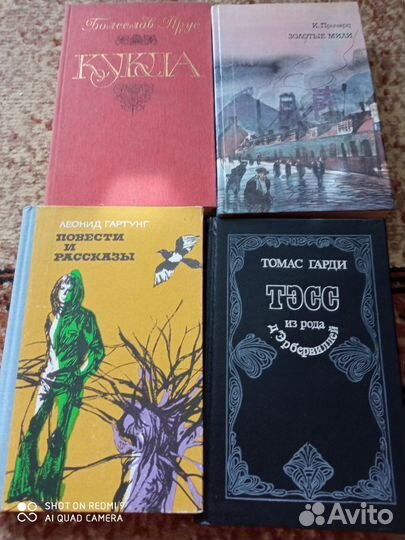 Болеслав Прус
КУКЛА
К. Причард
ЗОЛОТЫЕ МИЛИ
ЛЕОНИД ГАРТУНГ
ПОВЕСТИ
И
РАССКАЗЫ
ТОМАС ГАРДИ
ТЭСС
ИЗ РОДА
Д'ЭРБЕРВИЛЛЕЙ
SHOT ON REDMI 9
AI QUAD CAMERA
Avito